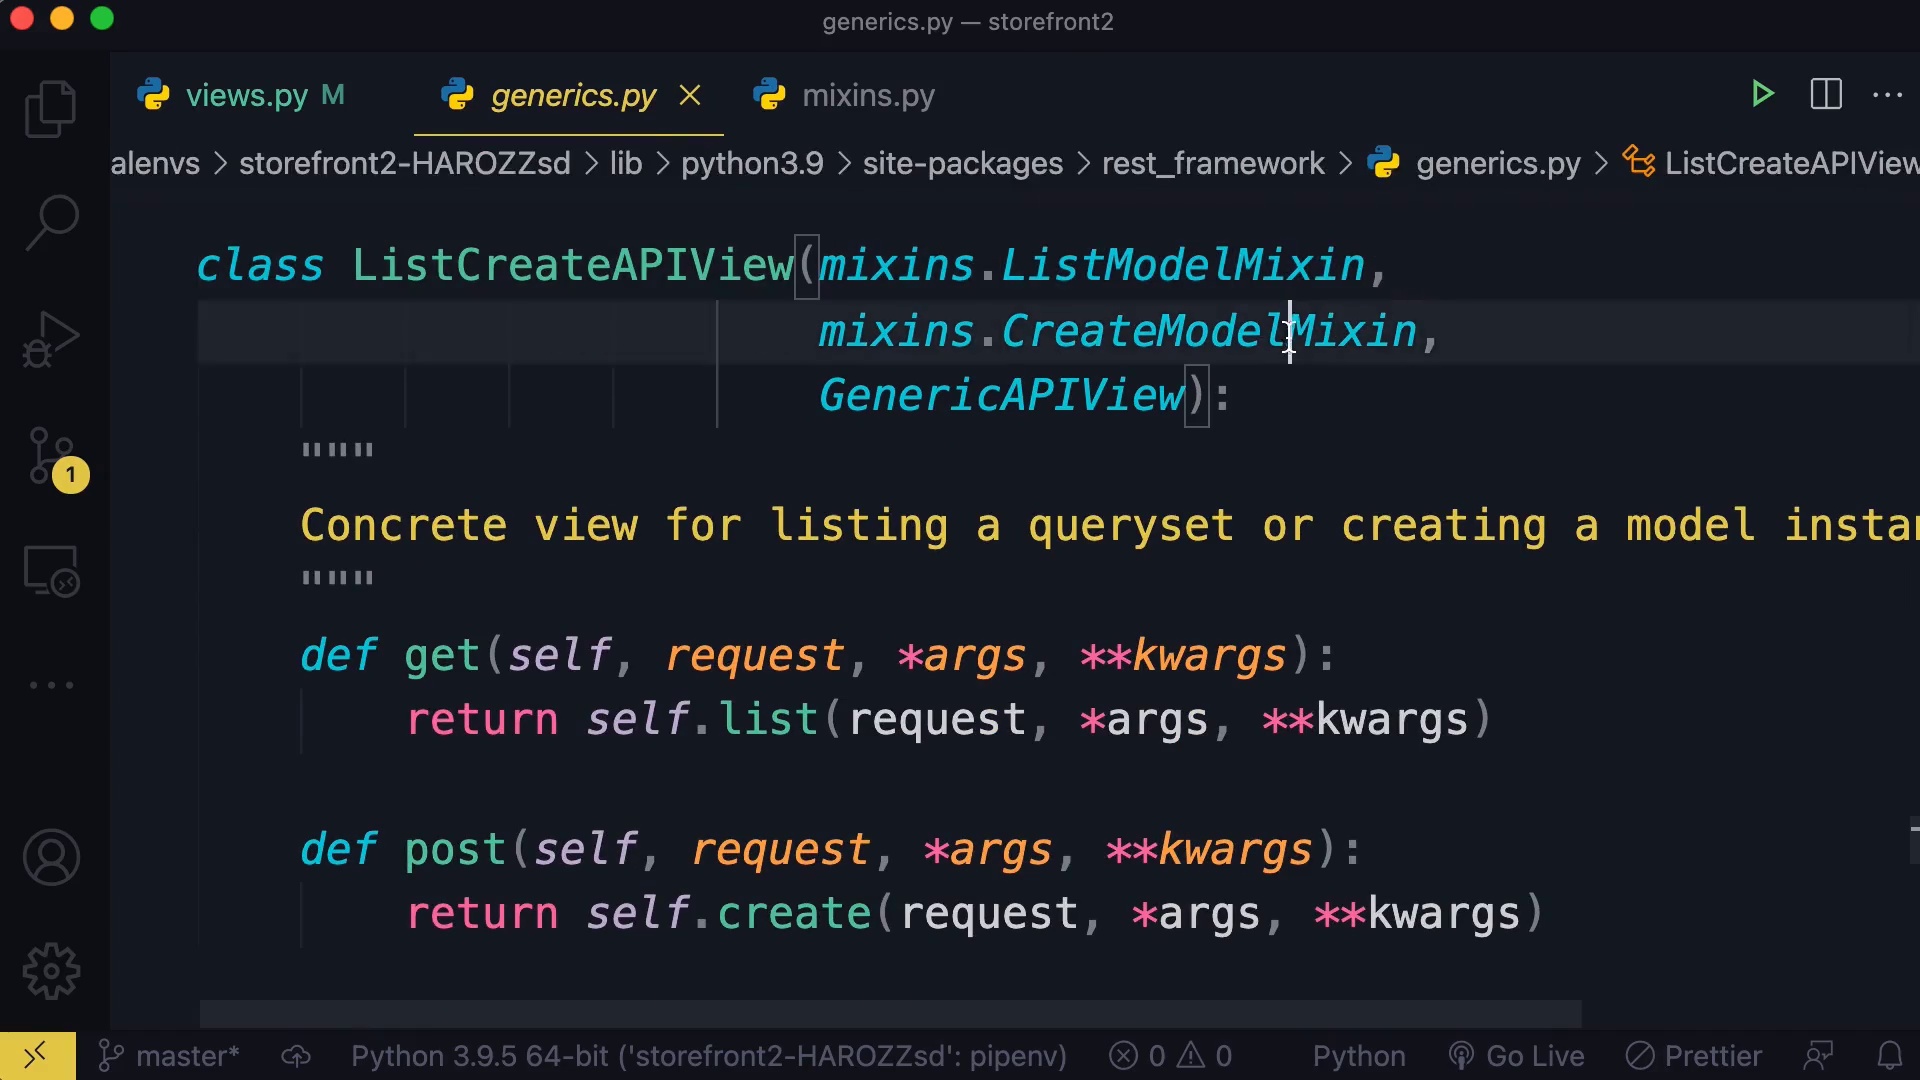 generics.py — storefront2
views.py M generics.py mixins.py
alenvs > storefront2-HAROZZsd > lib > python3.9 > site-packages > rest_framework > generics.py > ListCreateAPIView
class ListCreateAPIView(mixins.ListModelMixin,
mixins.CreateModelMixin,
GenericAPIView):
"""
Concrete view for listing a queryset or creating a model instan
"""
def get(self, request, *args, **kwargs):
return self.list(request, *args, **kwargs)
def post(self, request, *args, **kwargs):
return self.create(request, *args, **kwargs)
1
master* Python 3.9.5 64-bit ('storefront2-HAROZZsd': pipenv) 0 0 Python Go Live Prettier